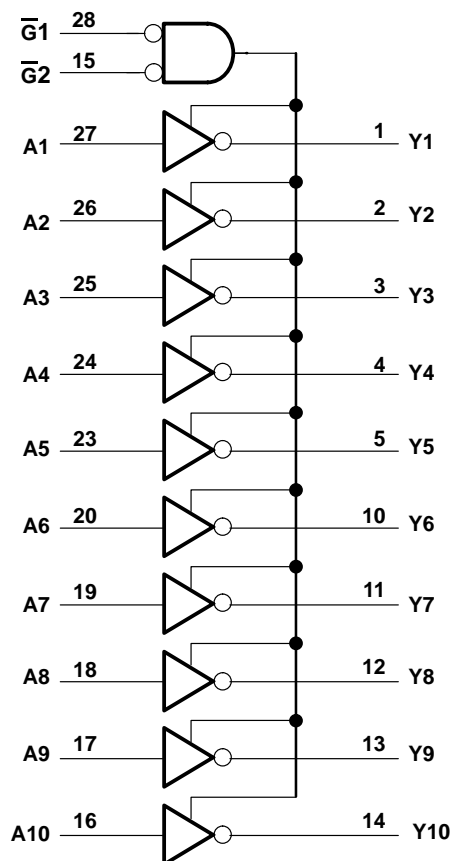 G̅1 28
G̅2 15
A1 27 1 Y1
A2 26 2 Y2
A3 25 3 Y3
A4 24 4 Y4
A5 23 5 Y5
A6 20 10 Y6
A7 19 11 Y7
A8 18 12 Y8
A9 17 13 Y9
A10 16 14 Y10